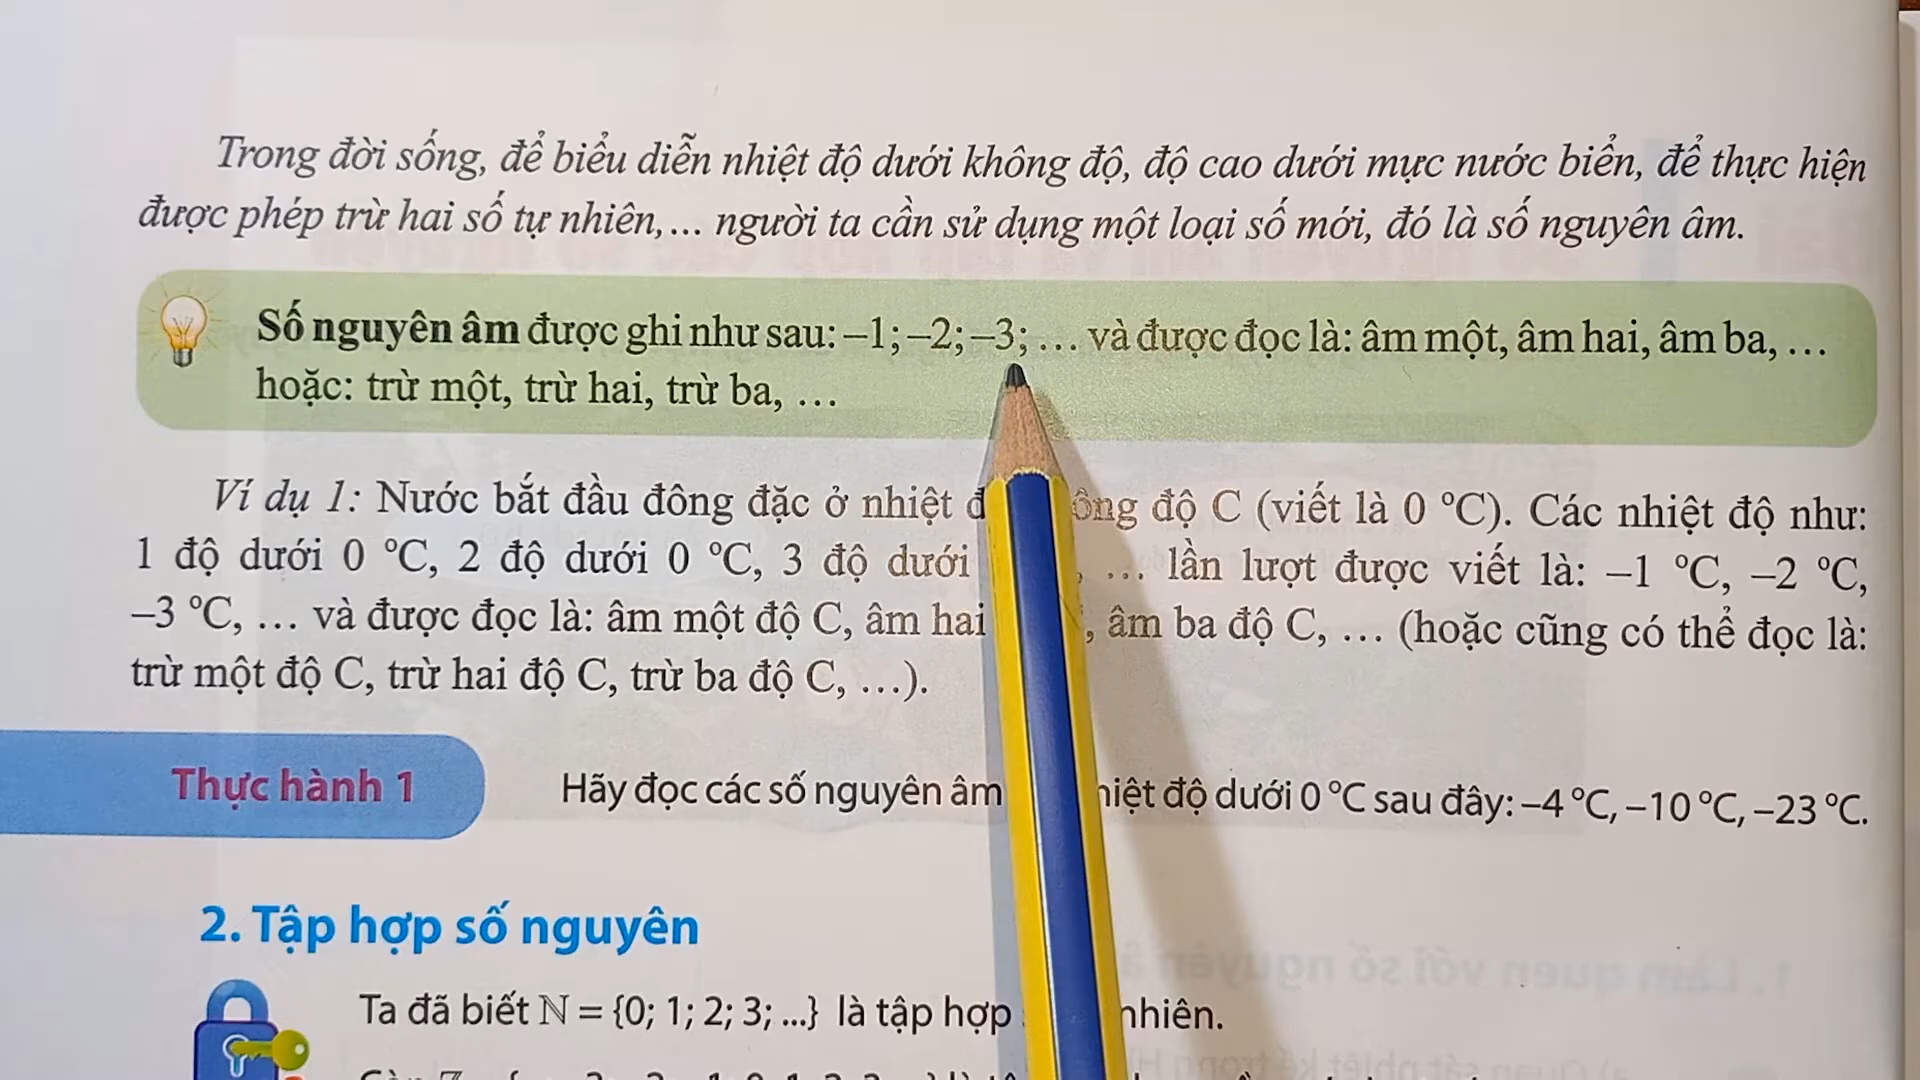 Trong đời sống, để biểu diễn nhiệt độ dưới không độ, độ cao dưới mực nước biển, để thực hiện
được phép trừ hai số tự nhiên,... người ta cần sử dụng một loại số mới, đó là số nguyên âm.
Số nguyên âm được ghi như sau: –1; –2; –3; ... và được đọc là: âm một, âm hai, âm ba, ...
hoặc: trừ một, trừ hai, trừ ba, ...
Ví dụ 1: Nước bắt đầu đông đặc ở nhiệt độ C (viết là 0 °C). Các nhiệt độ như:
1 độ dưới 0 °C, 2 độ dưới 0 °C, 3 độ dưới , ... lần lượt được viết là: –1 °C, –2 °C,
–3 °C, ... và được đọc là: âm một độ C, âm hai , âm ba độ C, ... (hoặc cũng có thể đọc là:
trừ một độ C, trừ hai độ C, trừ ba độ C, ...).
Thực hành 1
Hãy đọc các số nguyên âm nhiệt độ dưới 0 °C sau đây: –4 °C, –10 °C, –23 °C.
2. Tập hợp số nguyên
Ta đã biết ℕ = {0; 1; 2; 3; ...} là tập hợp nhiên.